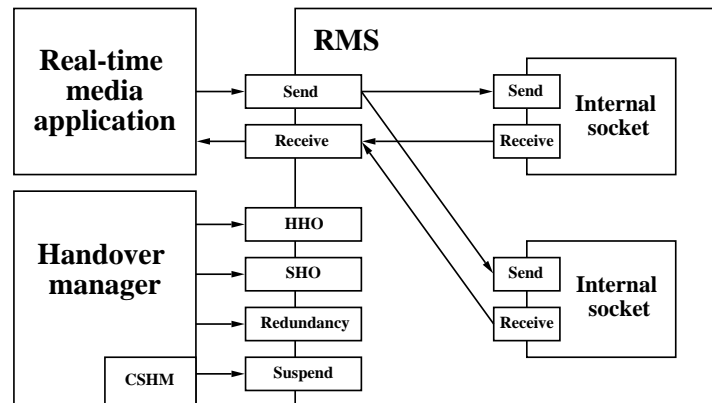 Real-time
media
application
RMS
Send
Receive
Send
Receive
Internal
socket
Handover
manager
CSHM
HHO
SHO
Redundancy
Suspend
Send
Receive
Internal
socket